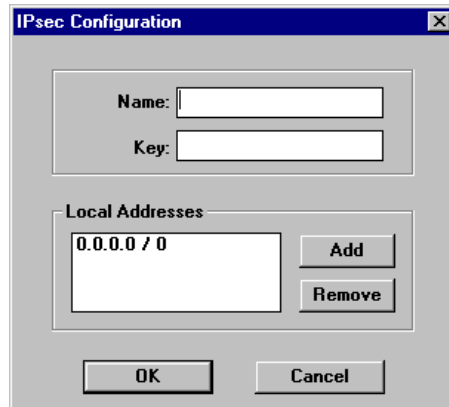 IPsec Configuration
Name:
Key:
Local Addresses
0.0.0.0 / 0
Add
Remove
OK
Cancel